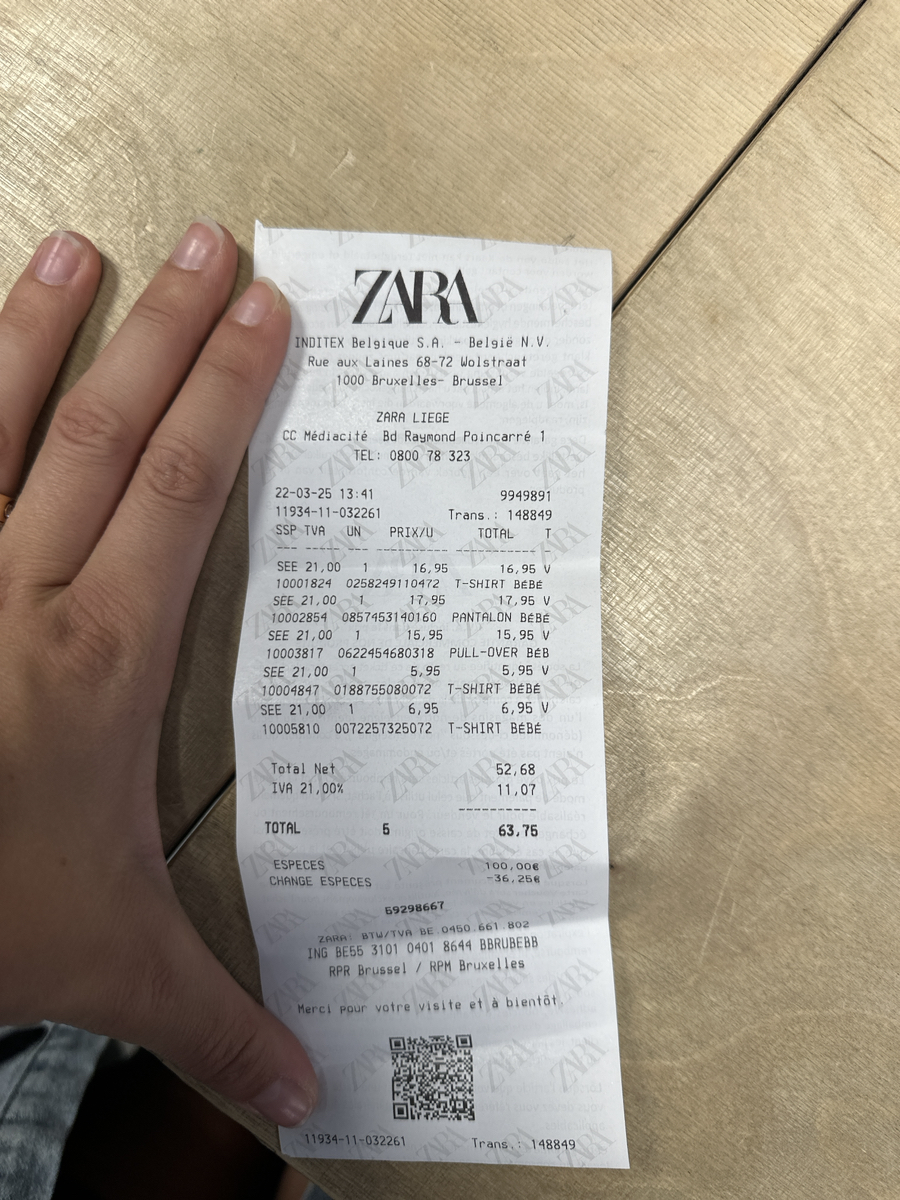 ZARA
INDITEX Belgique S.A. - België N.V.
Rue aux Laines 68-72 Wolstraat
1000 Bruxelles- Brussel
ZARA LIEGE
CC Médiacité Bd Raymond Poincarré 1
TEL: 0800 78 323
22-03-25 13:41 9949891
11934-11-032261 Trans.: 148849
SSP TVA UN PRIX/U TOTAL T
--- ----- --- -------- ----------- -
SEE 21,00 1 16,95 16,95 V
10001824 0258249110472 T-SHIRT BÉBÉ
SEE 21,00 1 17,95 17,95 V
10002854 0857453140160 PANTALON BÉBÉ
SEE 21,00 1 15,95 15,95 V
10003817 0622454680318 PULL-OVER BÉB
SEE 21,00 1 5,95 5,95 V
10004847 0188755080072 T-SHIRT BÉBÉ
SEE 21,00 1 6,95 6,95 V
10005810 0072257325072 T-SHIRT BÉBÉ
Total Net 52,68
IVA 21,00% 11,07
----------
TOTAL 5 63,75
ESPECES 100,00€
CHANGE ESPECES -36,25€
59298667
ZARA: BTW/TVA BE.0450.661.802
ING BE55 3101 0401 8644 BBRUBEBB
RPR Brussel / RPM Bruxelles
Merci pour votre visite et à bientôt.
11934-11-032261 Trans.: 148849